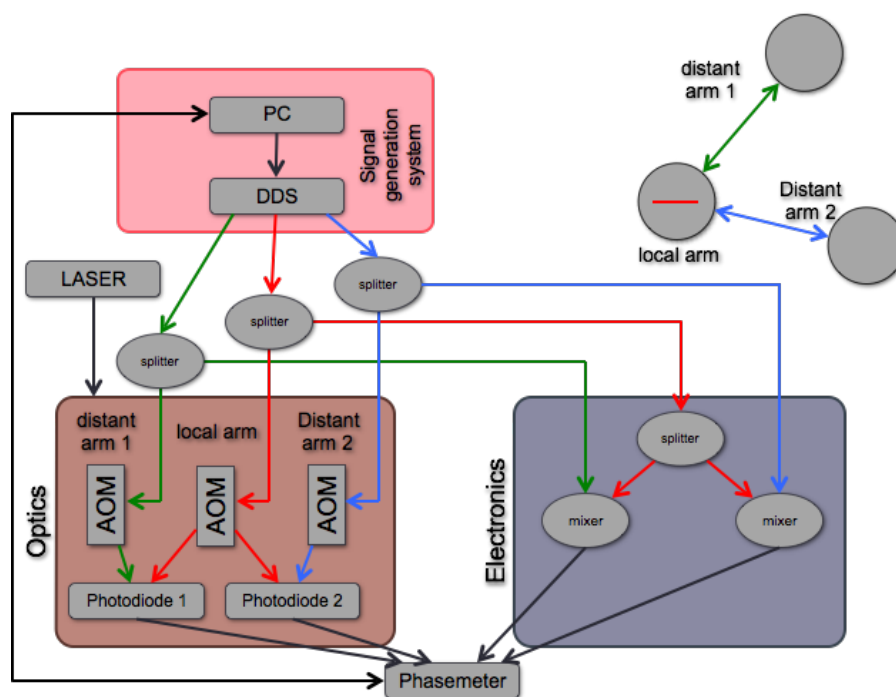 PC
DDS
Signal
generation
system
distant
arm 1
Distant
arm 2
local arm
LASER
splitter
splitter
splitter
Optics
distant
arm 1
local arm
Distant
arm 2
AOM
AOM
AOM
Photodiode 1
Photodiode 2
Electronics
splitter
mixer
mixer
Phasemeter